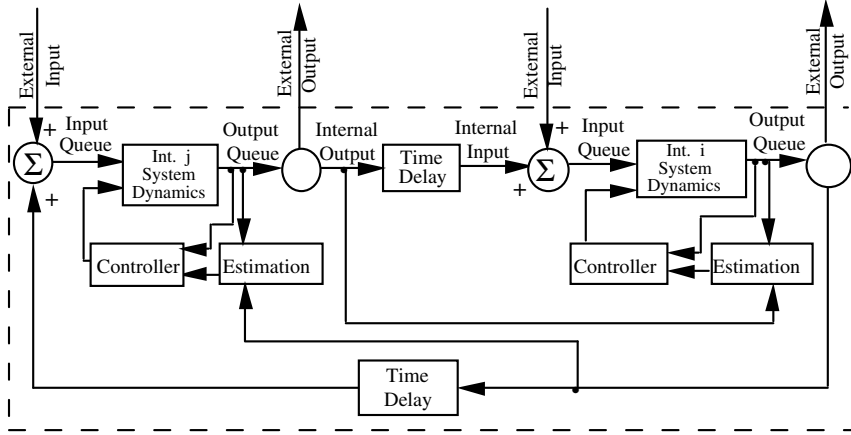 External
Input
External
Output
External
Input
External
Output
+
Input
Queue
Σ
+
Int. j
System
Dynamics
Output
Queue
Internal
Output
Time
Delay
Internal
Input
+
Input
Queue
Σ
+
Int. i
System
Dynamics
Output
Queue
Controller
Estimation
Controller
Estimation
Time
Delay